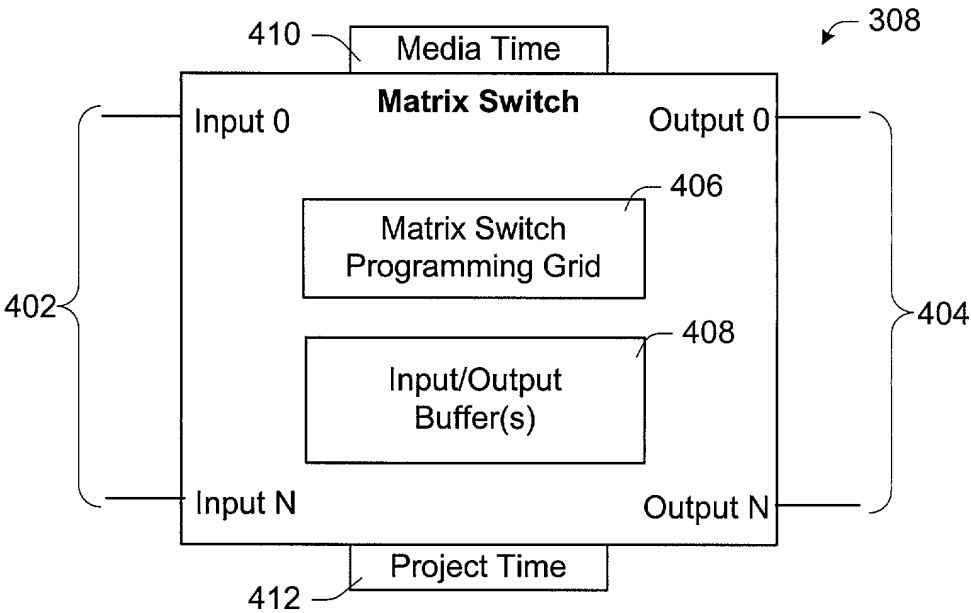 308
410
Media Time
Matrix Switch
Input 0
Output 0
406
Matrix Switch
Programming Grid
402
404
408
Input/Output
Buffer(s)
Input N
Output N
Project Time
412